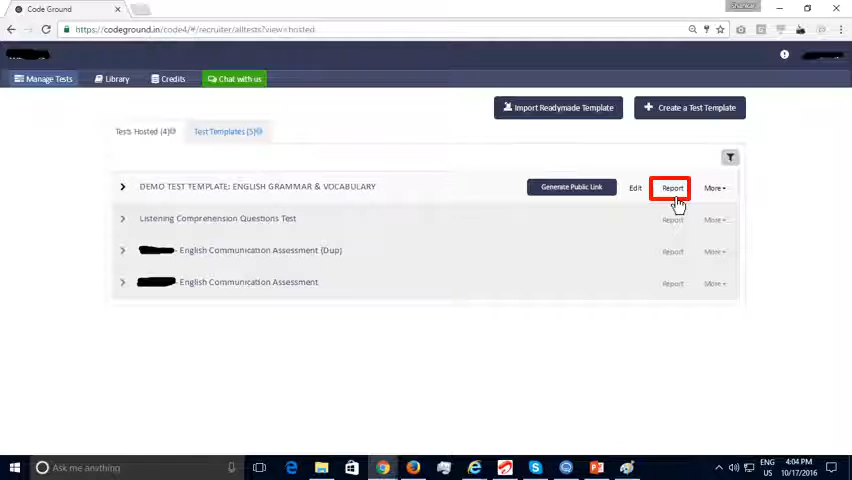 Shankar
Code Ground
https://codeground.in/code4/#/recruiter/alltests?view=hosted
Manage Tests Library Credits Chat with us
Import Readymade Template Create a Test Template
Tests Hosted (4) Test Templates (5)
DEMO TEST TEMPLATE: ENGLISH GRAMMAR & VOCABULARY Generate Public Link Edit Report More
Listening Comprehension Questions Test Report More
- English Communication Assessment (Dup) Report More
- English Communication Assessment Report More
Ask me anything
ENG 4:04 PM
US 10/17/2016